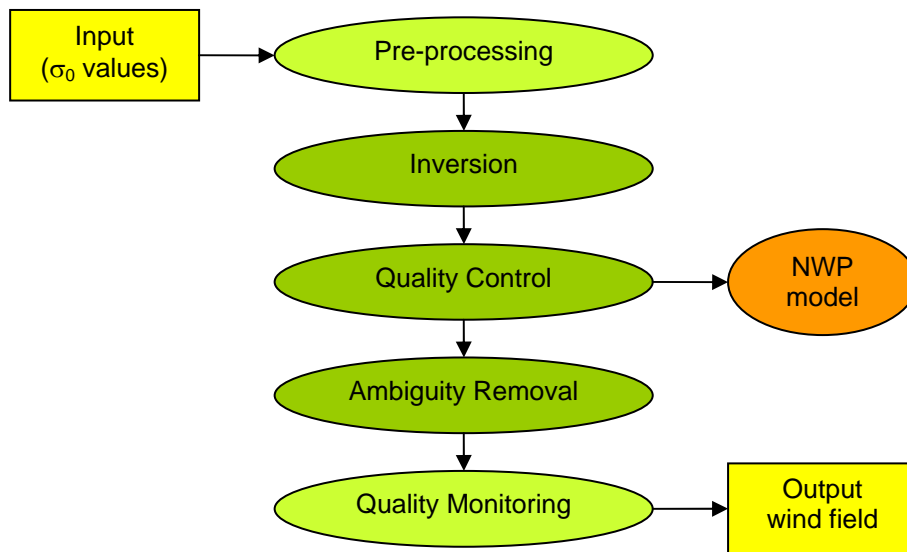 Input
(σ₀ values)
Pre-processing
Inversion
Quality Control
NWP
model
Ambiguity Removal
Quality Monitoring
Output
wind field